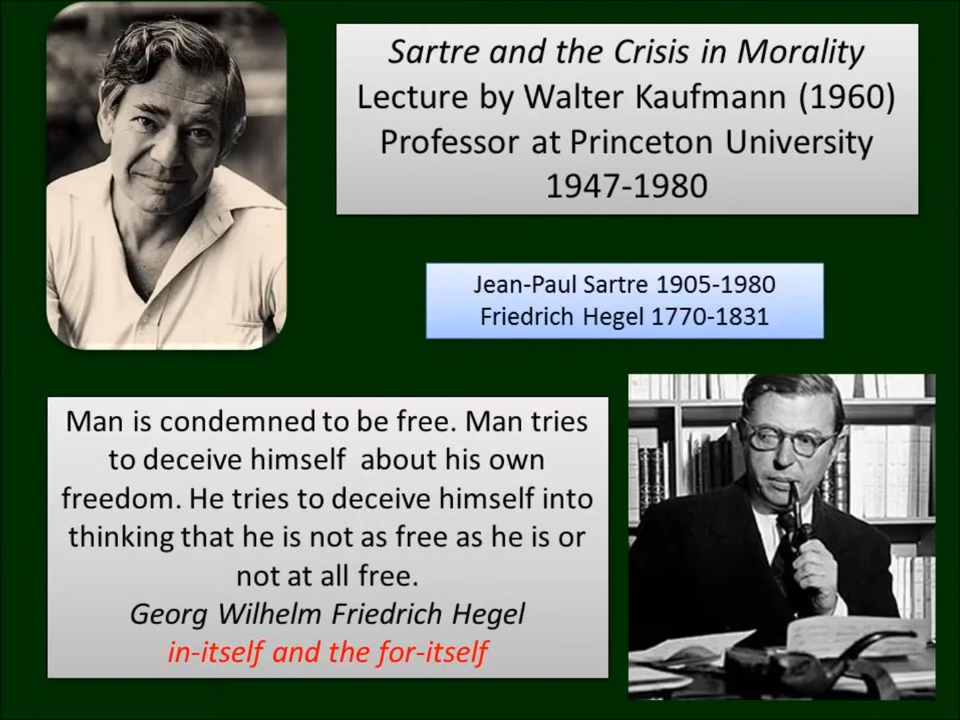 Sartre and the Crisis in Morality
Lecture by Walter Kaufmann (1960)
Professor at Princeton University
1947-1980
Jean-Paul Sartre 1905-1980
Friedrich Hegel 1770-1831
Man is condemned to be free. Man tries
to deceive himself about his own
freedom. He tries to deceive himself into
thinking that he is not as free as he is or
not at all free.
Georg Wilhelm Friedrich Hegel
in-itself and the for-itself